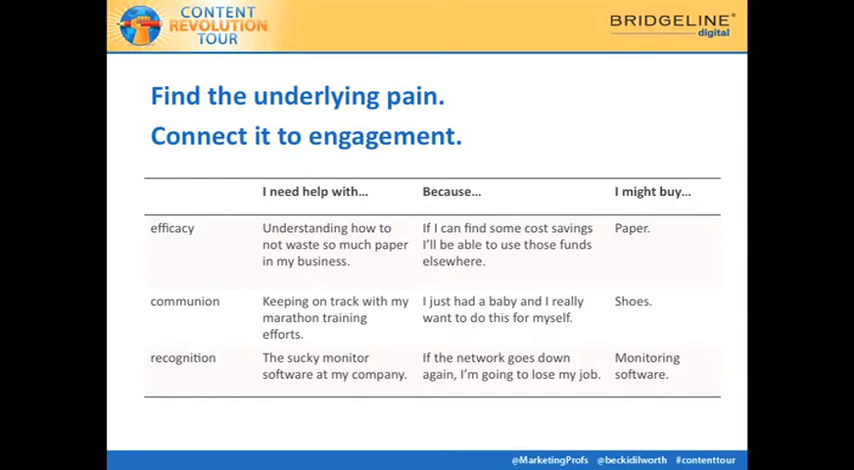 CONTENT
REVOLUTION
TOUR
BRIDGELINE®
digital
Find the underlying pain.
Connect it to engagement.
I need help with… Because… I might buy…
efficacy Understanding how to If I can find some cost savings Paper.
not waste so much paper I'll be able to use those funds
in my business. elsewhere.
communion Keeping on track with my I just had a baby and I really Shoes.
marathon training want to do this for myself.
efforts.
recognition The sucky monitor If the network goes down Monitoring
software at my company. again, I'm going to lose my job. software.
@MarketingProfs @beckidilworth #contenttour